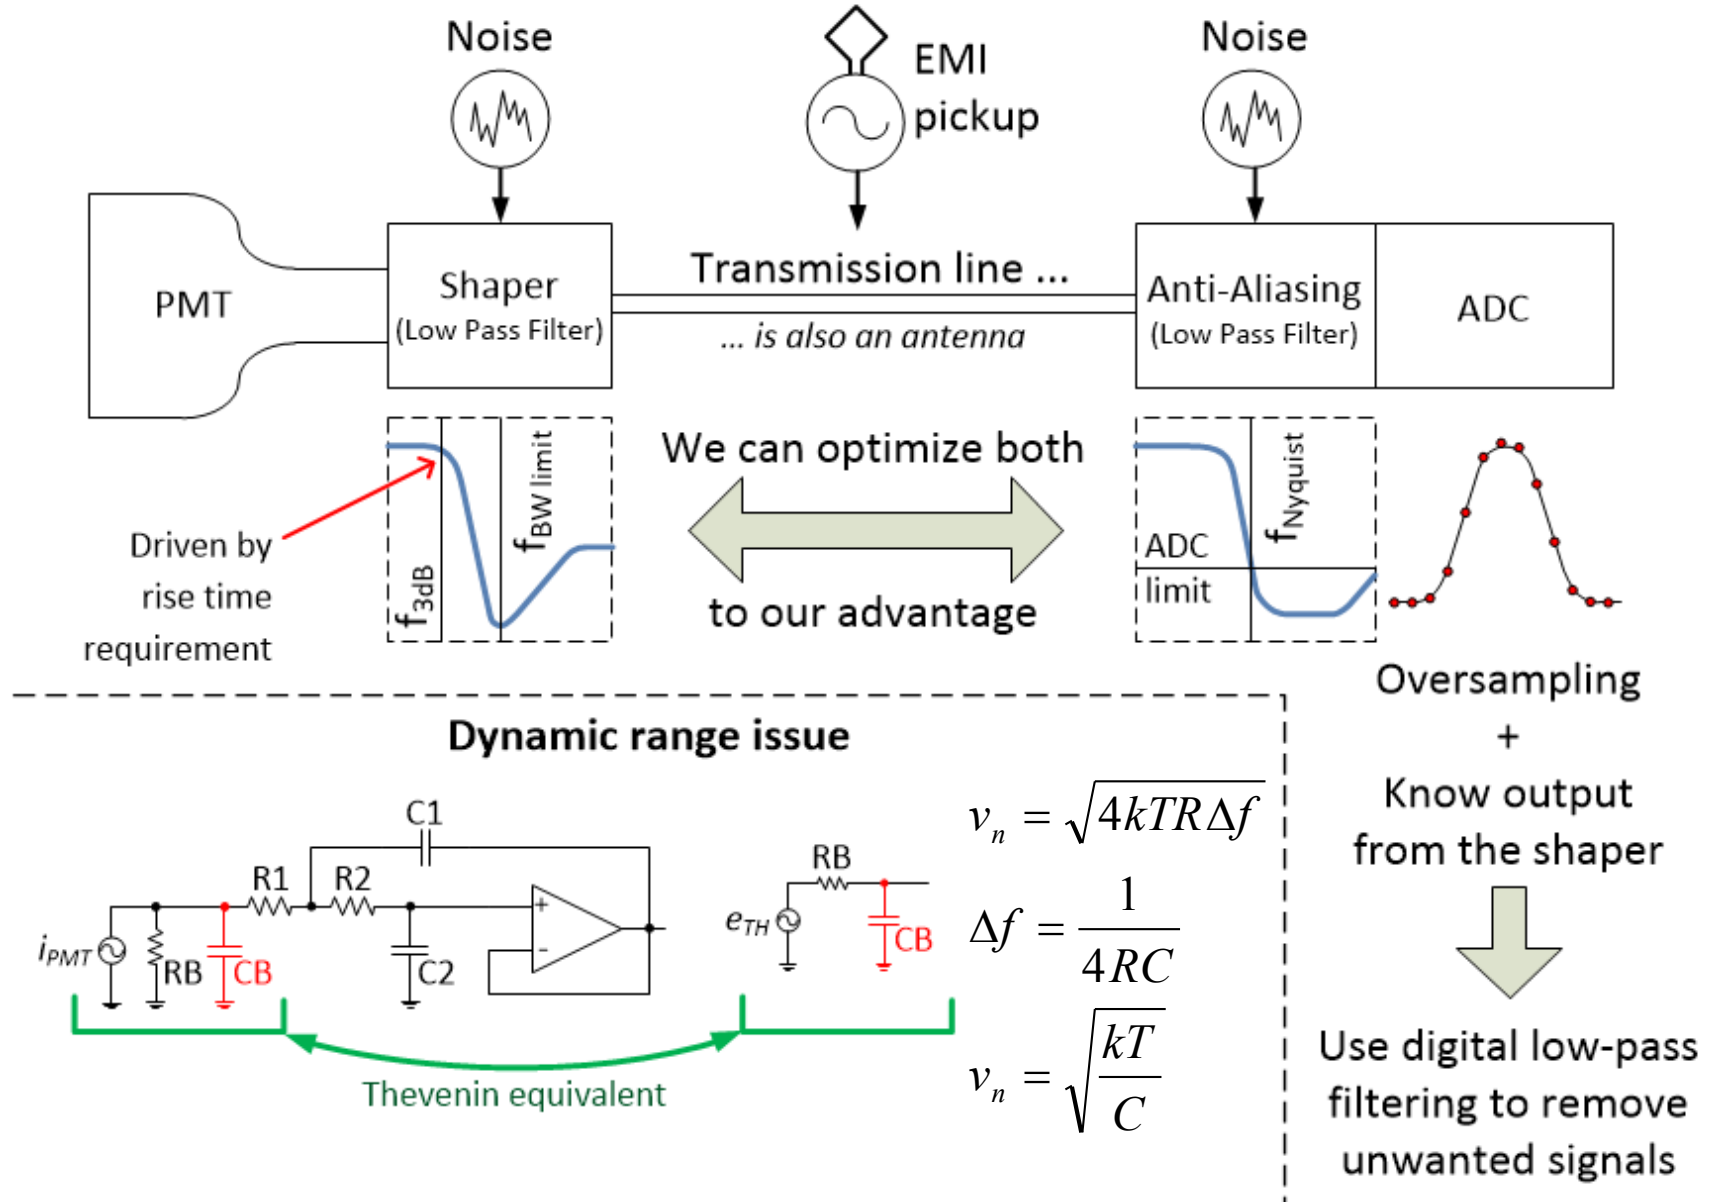 Noise
EMI
pickup
Noise
PMT
Shaper
(Low Pass Filter)
Transmission line ...
... is also an antenna
Anti-Aliasing
(Low Pass Filter)
ADC
Driven by
rise time
requirement
f3dB
fBW limit
We can optimize both
to our advantage
ADC
limit
fNyquist
Oversampling
+
Know output
from the shaper
Use digital low-pass
filtering to remove
unwanted signals
Dynamic range issue
C1
R1
R2
iPMT
RB
CB
C2
+
-
RB
eTH
CB
Thevenin equivalent
vn = √4kTRΔf
Δf = 1/4RC
vn = √kT/C